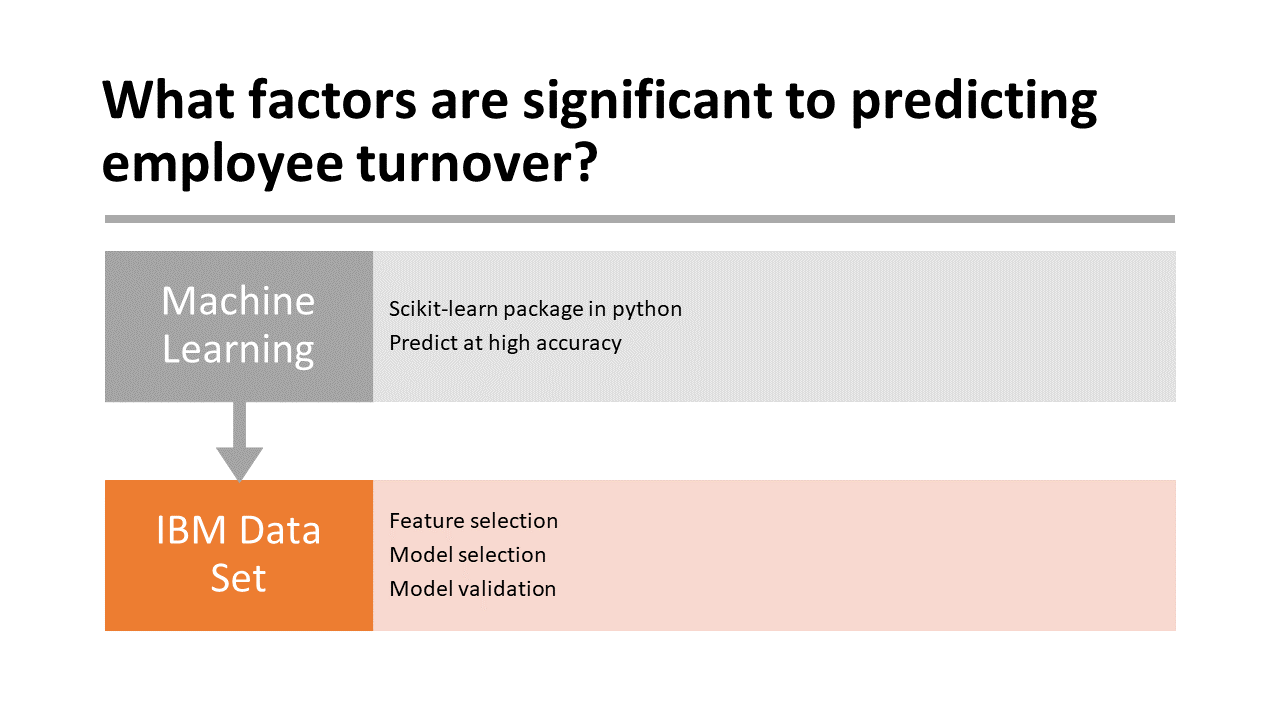 What factors are significant to predicting
employee turnover?
Machine
Learning
Scikit-learn package in python
Predict at high accuracy
IBM Data
Set
Feature selection
Model selection
Model validation